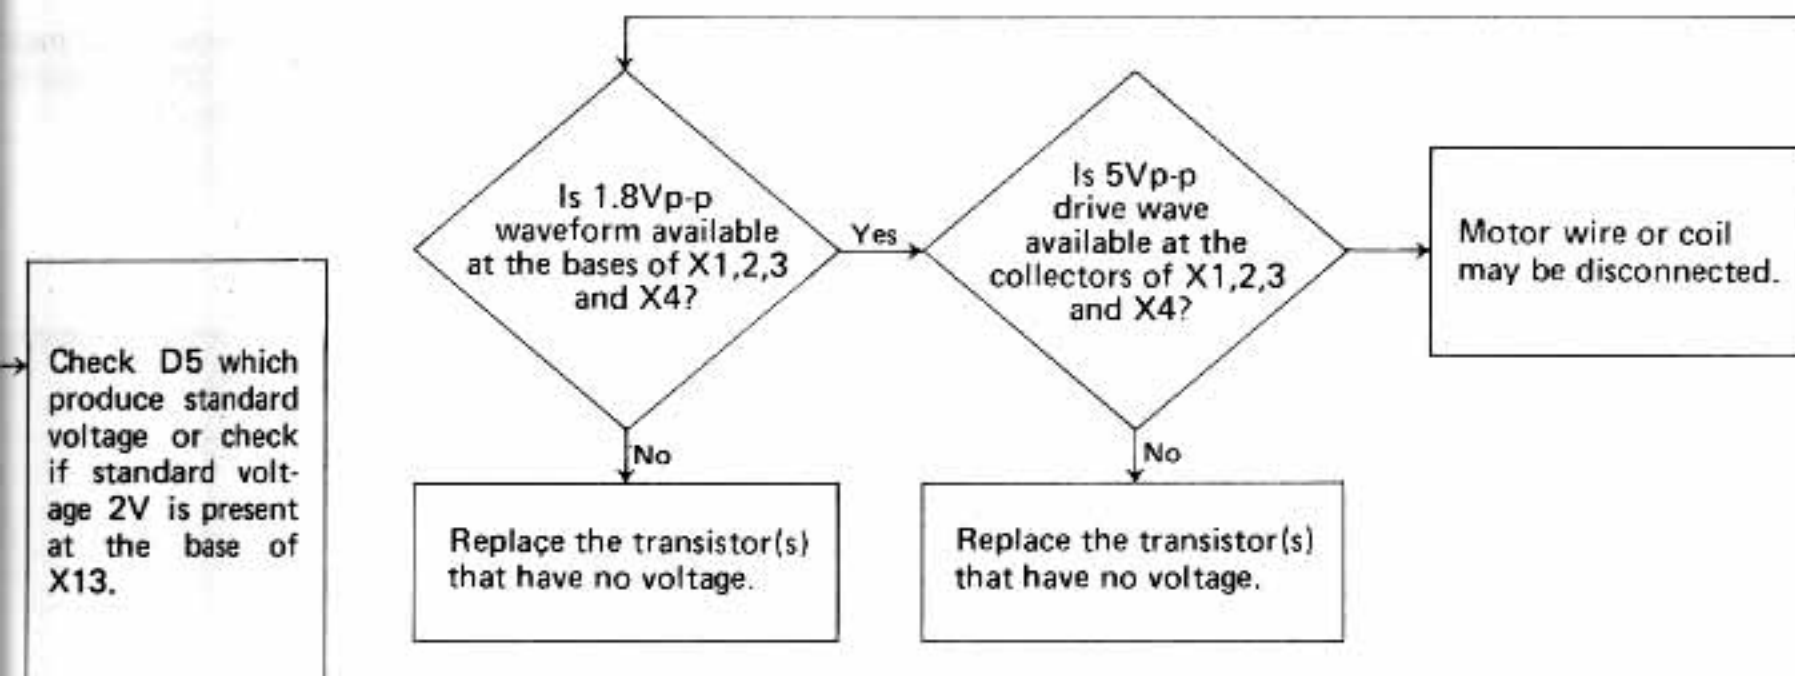 Check D5 which
produce standard
voltage or check
if standard volt-
age 2V is present
at the base of
X13.
Is 1.8Vp-p
waveform available
at the bases of X1,2,3
and X4?
Yes
No
Replace the transistor(s)
that have no voltage.
Is 5Vp-p
drive wave
available at the
collectors of X1,2,3
and X4?
No
Replace the transistor(s)
that have no voltage.
Motor wire or coil
may be disconnected.